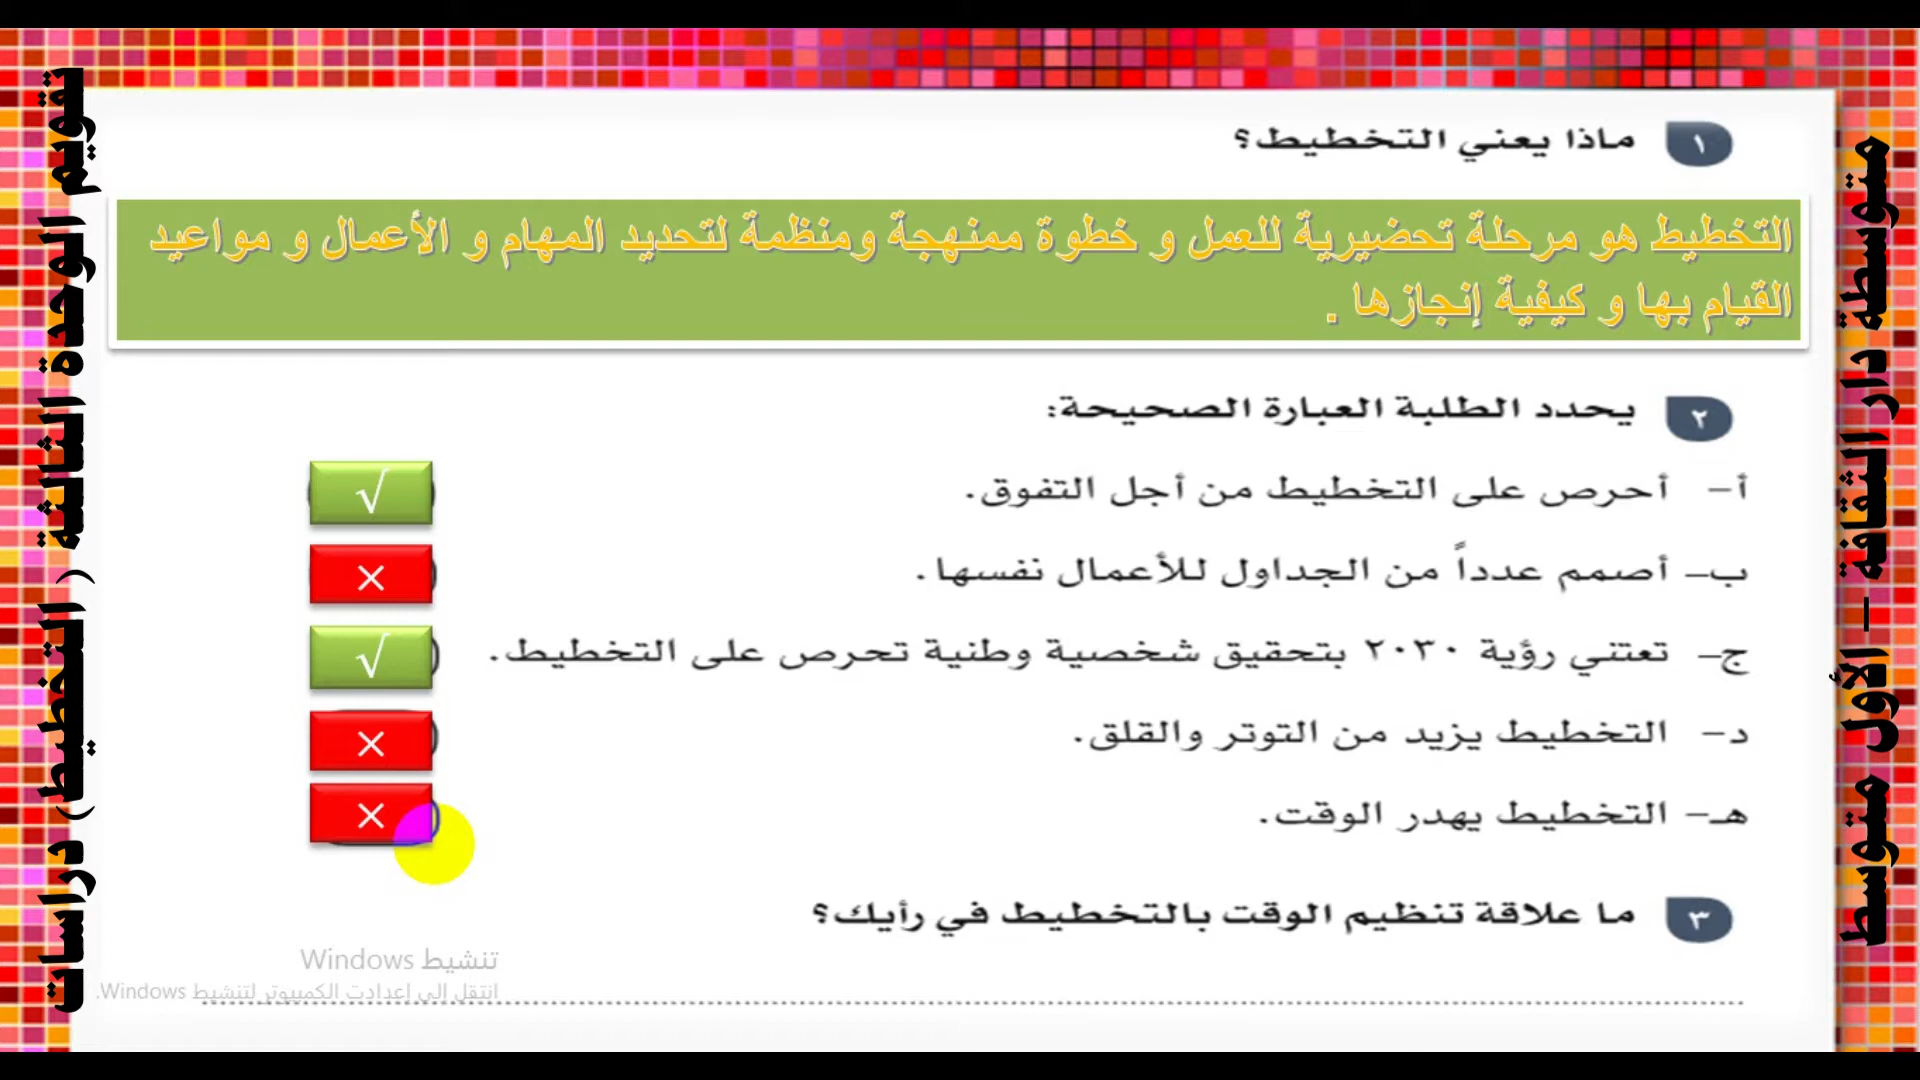 ١ ماذا يعني التخطيط؟
التخطيط هو مرحلة تحضيرية للعمل و خطوة ممنهجة ومنظمة لتحديد المهام و الأعمال و مواعيد
القيام بها و كيفية إنجازها .
٢ يحدد الطلبة العبارة الصحيحة:
أ- أحرص على التخطيط من أجل التفوق. √
ب- أصمم عدداً من الجداول للأعمال نفسها. ×
ج- تعتني رؤية ٢٠٣٠ بتحقيق شخصية وطنية تحرص على التخطيط. √
د- التخطيط يزيد من التوتر والقلق. ×
هـ- التخطيط يهدر الوقت. ×
٣ ما علاقة تنظيم الوقت بالتخطيط في رأيك؟
تنشيط Windows
انتقل إلى إعدادت الكمبيوتر لتنشيط Windows.
متوسطة دار الثقافة – الأول متوسط
تقويم الوحدة الثالثة (التخطيط) دراسات